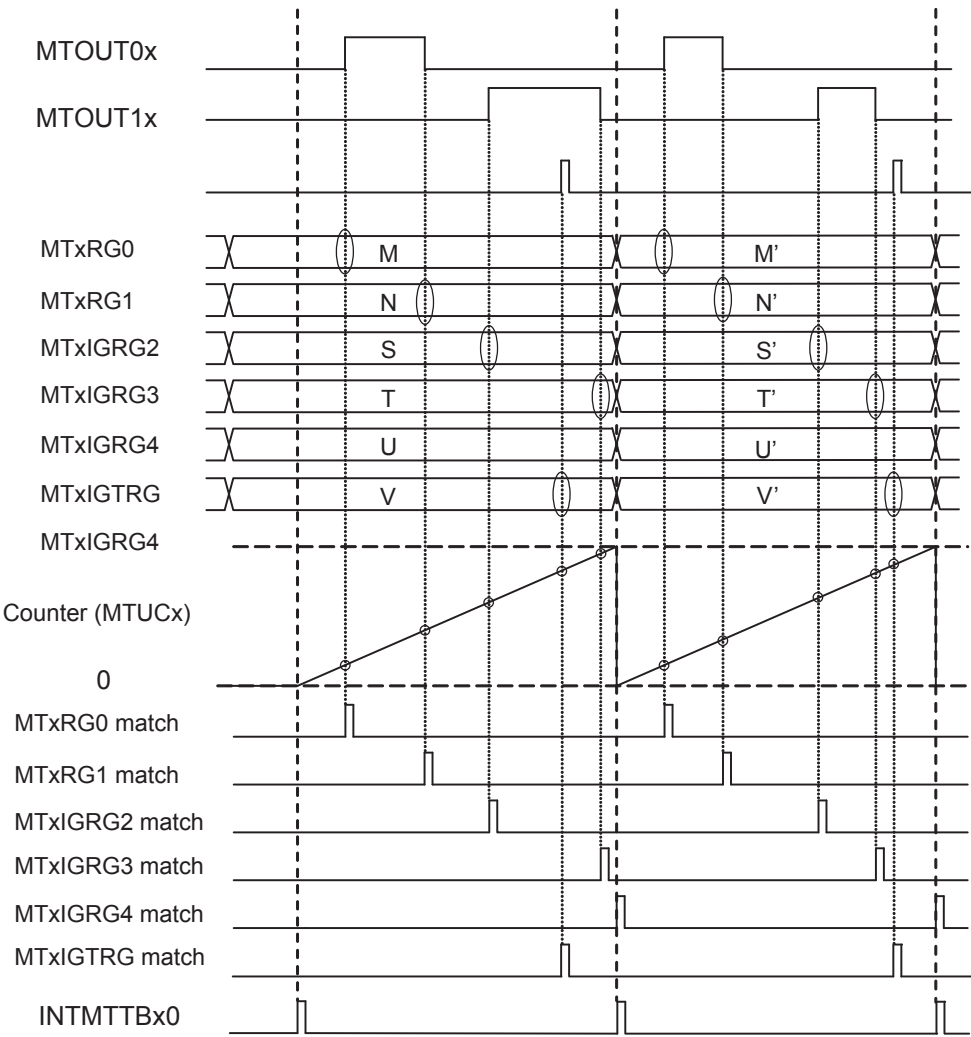 MTOUT0x
MTOUT1x
MTxRG0 M M’
MTxRG1 N N’
MTxIGRG2 S S’
MTxIGRG3 T T’
MTxIGRG4 U U’
MTxIGTRG V V’
MTxIGRG4
Counter (MTUCx)
0
MTxRG0 match
MTxRG1 match
MTxIGRG2 match
MTxIGRG3 match
MTxIGRG4 match
MTxIGTRG match
INTMTTBx0